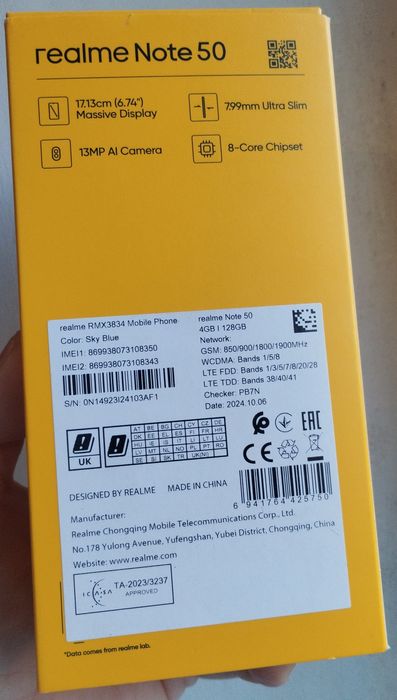 realme Note 50
17.13cm (6.74")
Massive Display
7.99mm Ultra Slim
13MP AI Camera
8-Core Chipset
realme RMX3834 Mobile Phone
Color: Sky Blue
IMEI1: 869938073108350
IMEI2: 869938073108343
S/N: 0N14923I24103AF1
realme Note 50
4GB | 128GB
Network:
GSM: 850/900/1800/1900MHz
WCDMA: Bands 1/5/8
LTE FDD: Bands 1/3/5/7/8/20/28
LTE TDD: Bands 38/40/41
Checker: PB7N
Date: 2024.10.06
UK
AT BE BG CH CY CZ DE
DK EE EL ES FI FR HR
HU IE IS IT LI LT LU
LV MT NL NO PL PT RO
SE SI SK TR UK(NI)
EAC
CE
DESIGNED BY REALME
MADE IN CHINA
6 941764 425750
Manufacturer:
Realme Chongqing Mobile Telecommunications Corp., Ltd.
No.178 Yulong Avenue, Yufengshan, Yubei District, Chongqing, China
Website: www.realme.com
ICASA
TA-2023/3237
APPROVED
*Data comes from realme lab.